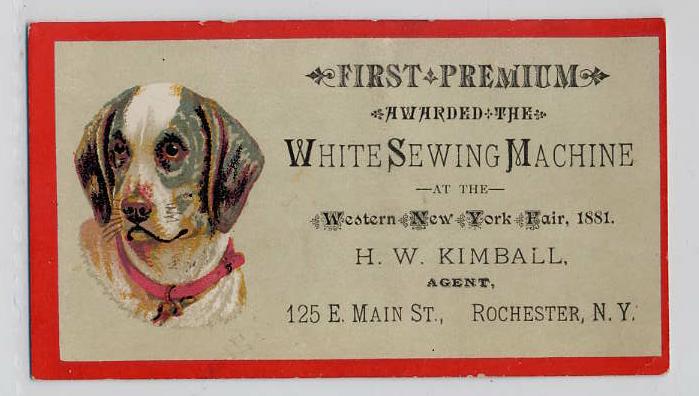 FIRST PREMIUM
AWARDED THE
WHITE SEWING MACHINE
—AT THE—
Western New York Fair, 1881.
H. W. KIMBALL,
AGENT,
125 E. MAIN ST., ROCHESTER, N. Y.